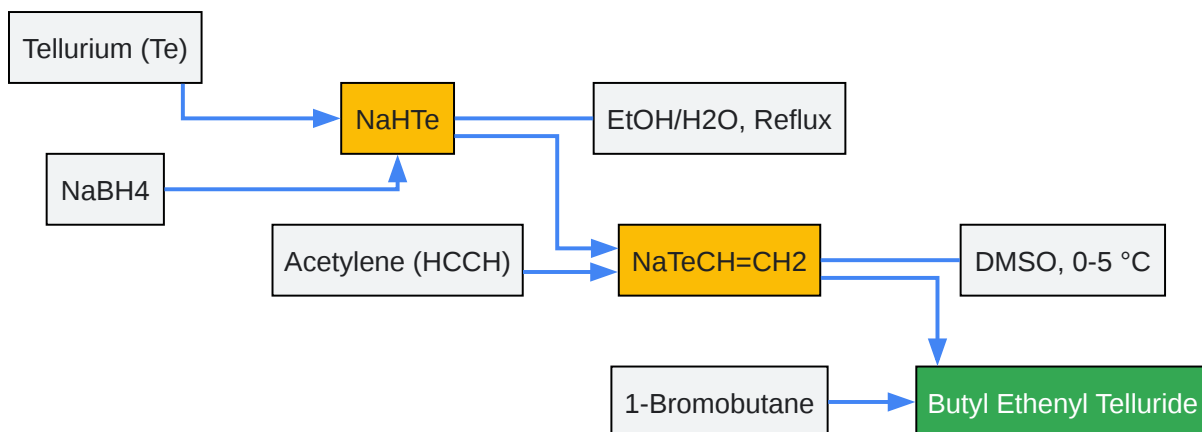 Tellurium (Te)
NaHTe
EtOH/H2O, Reflux
NaBH4
Acetylene (HCCH)
NaTeCH=CH2
DMSO, 0-5 °C
1-Bromobutane
Butyl Ethenyl Telluride